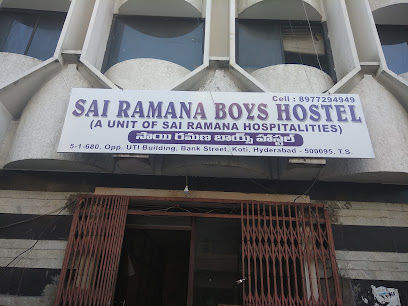 Cell : 8977294949
SAI RAMANA BOYS HOSTEL
(A UNIT OF SAI RAMANA HOSPITALITIES)
సాయి రమణ బాయ్స్ హాస్టల్
5-1-680, Opp. UTI Building, Bank Street, Koti, Hyderabad - 500095, T.S.